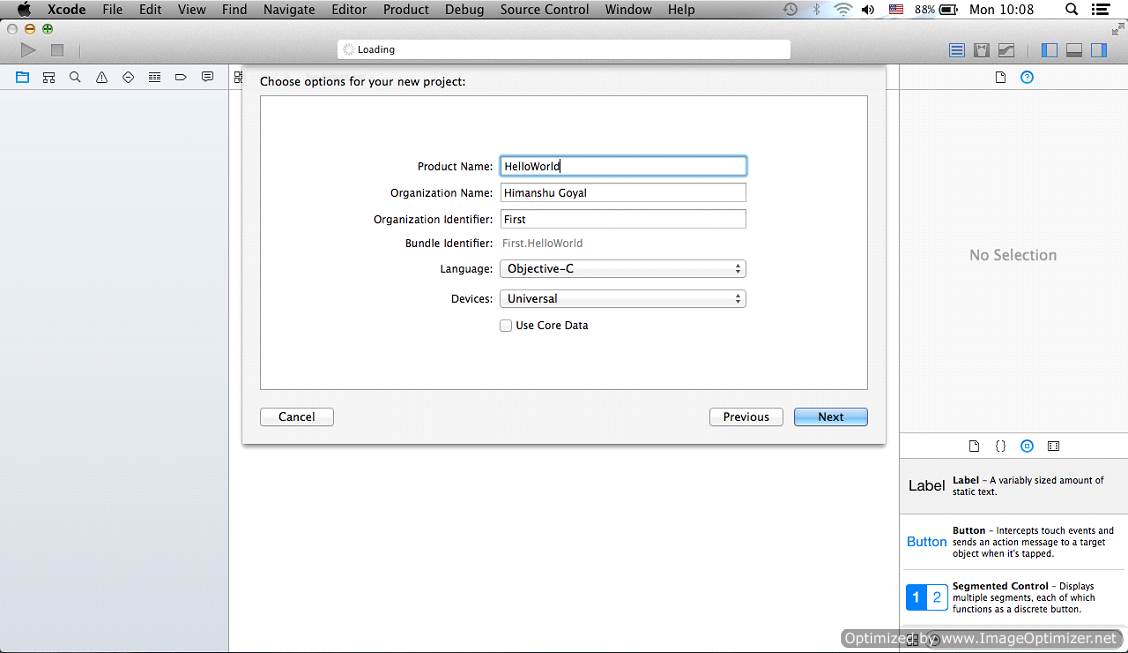 Xcode File Edit View Find Navigate Editor Product Debug Source Control Window Help 88% Mon 10:08
Loading
Choose options for your new project:
Product Name: HelloWorld
Organization Name: Himanshu Goyal
Organization Identifier: First
Bundle Identifier: First.HelloWorld
Language: Objective-C
Devices: Universal
Use Core Data
Cancel Previous Next
No Selection
{}
Label Label - A variably sized amount of
static text.
Button Button - Intercepts touch events and
sends an action message to a target
object when it's tapped.
1 2 Segmented Control - Displays
multiple segments, each of which
functions as a discrete button.
Optimized by www.ImageOptimizer.net